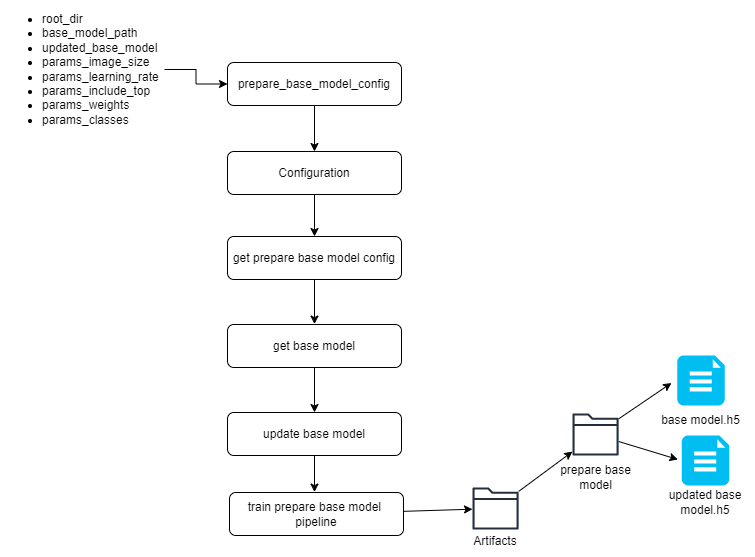 root_dir
base_model_path
updated_base_model
params_image_size
params_learning_rate
params_include_top
params_weights
params_classes
prepare_base_model_config
Configuration
get prepare base model config
get base model
update base model
train prepare base model
pipeline
Artifacts
prepare base
model
base model.h5
updated base
model.h5